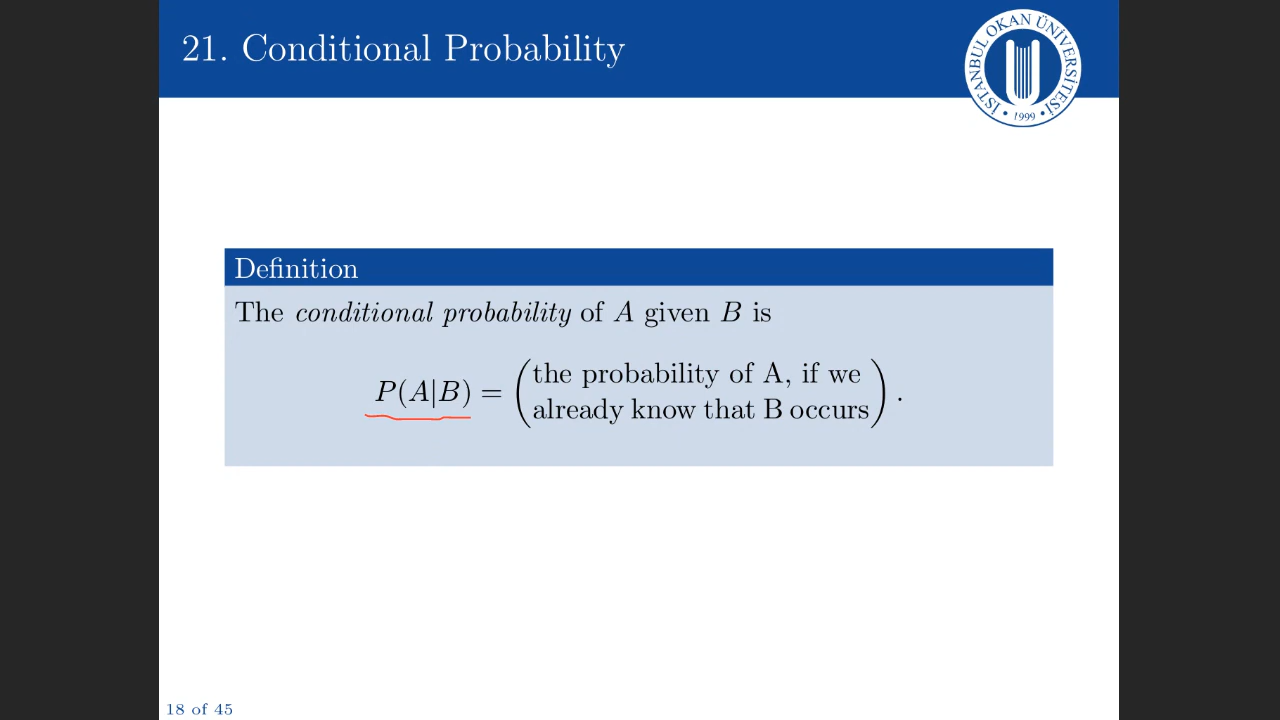 21. Conditional Probability
İSTANBUL OKAN ÜNİVERSİTESİ
• 1999 •
Definition
The conditional probability of A given B is
P(A|B) = (the probability of A, if we
already know that B occurs).
18 of 45